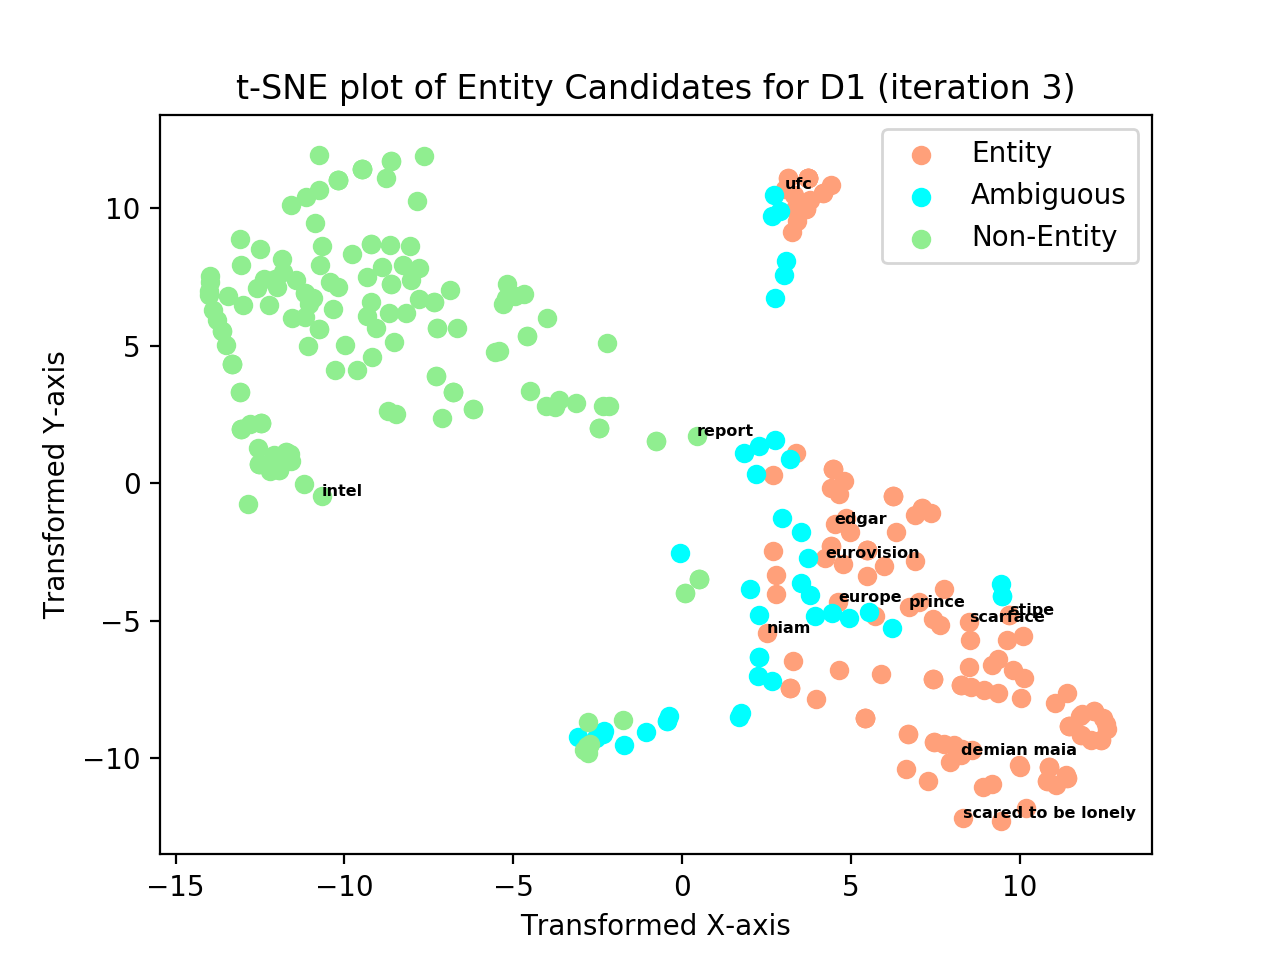 t-SNE plot of Entity Candidates for D1 (iteration 3)
Entity
Ambiguous
Non-Entity
ufc
report
intel
edgar
eurovision
europe
prince
stipe
scarface
niam
demian maia
scared to be lonely
10
5
0
−5
−10
Transformed Y-axis
−15
−10
−5
0
5
10
Transformed X-axis